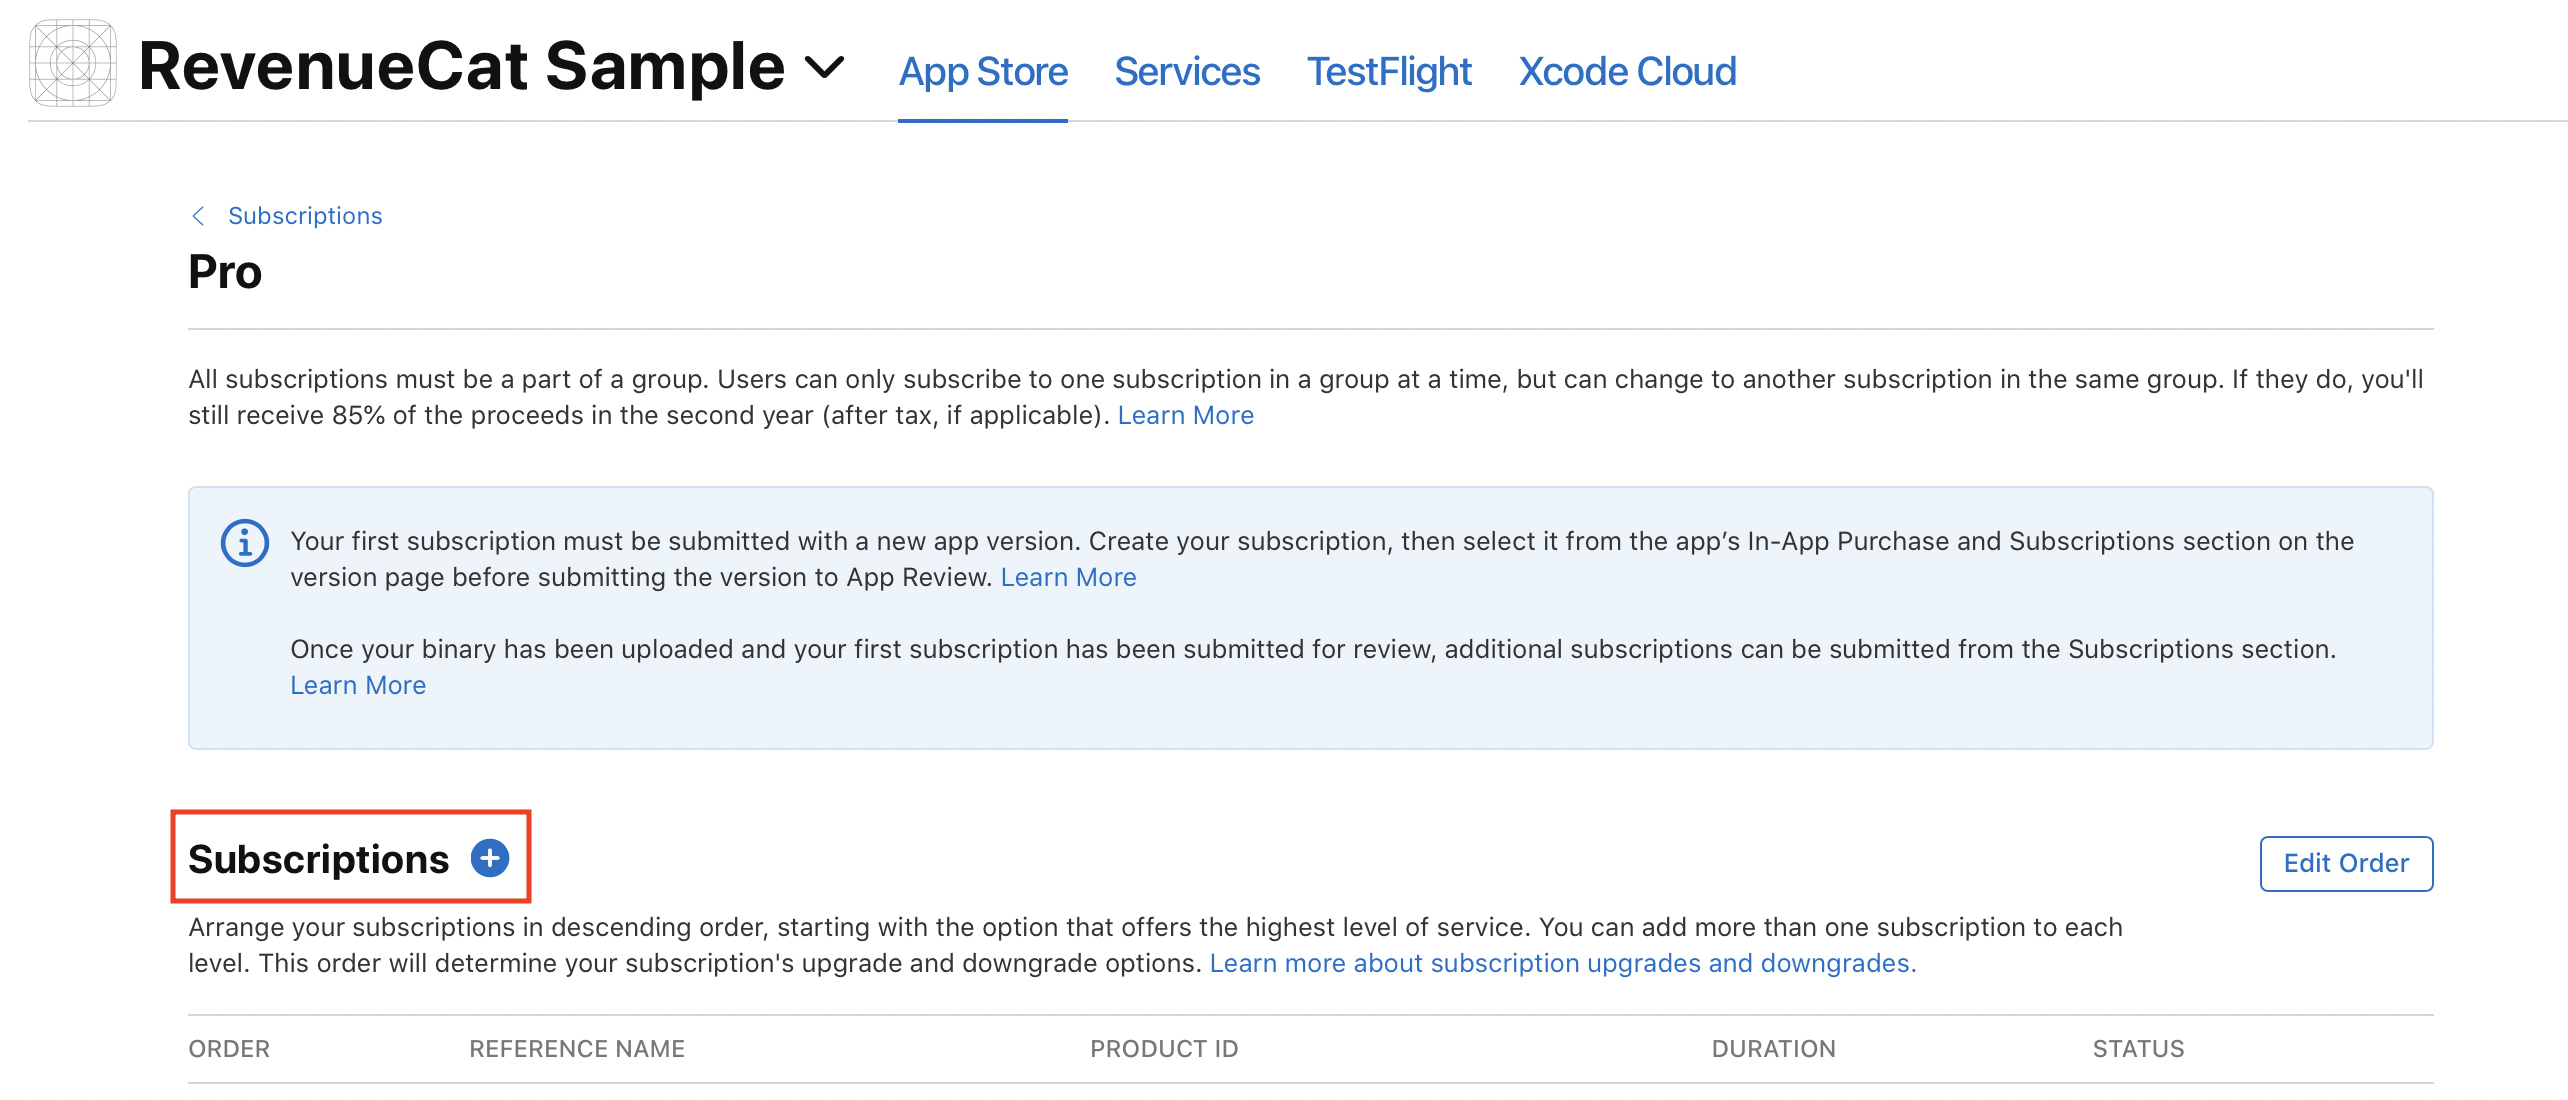 RevenueCat Sample
App Store Services TestFlight Xcode Cloud
Subscriptions
Pro
All subscriptions must be a part of a group. Users can only subscribe to one subscription in a group at a time, but can change to another subscription in the same group. If they do, you'll
still receive 85% of the proceeds in the second year (after tax, if applicable). Learn More
Your first subscription must be submitted with a new app version. Create your subscription, then select it from the app’s In-App Purchase and Subscriptions section on the
version page before submitting the version to App Review. Learn More
Once your binary has been uploaded and your first subscription has been submitted for review, additional subscriptions can be submitted from the Subscriptions section.
Learn More
Subscriptions
Edit Order
Arrange your subscriptions in descending order, starting with the option that offers the highest level of service. You can add more than one subscription to each
level. This order will determine your subscription's upgrade and downgrade options. Learn more about subscription upgrades and downgrades.
ORDER REFERENCE NAME PRODUCT ID DURATION STATUS